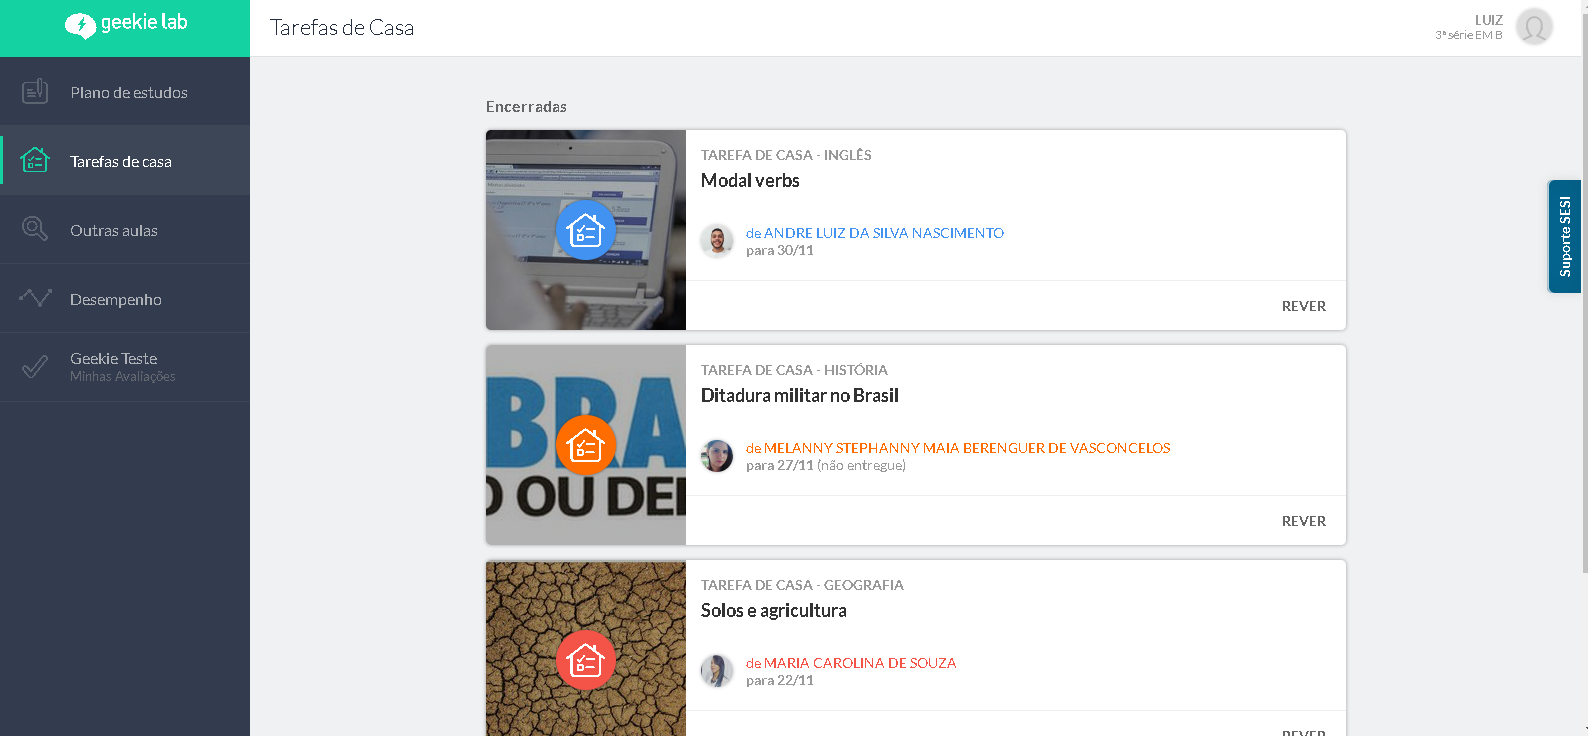 geekie lab
Tarefas de Casa
LUIZ
3ª série EM B
Plano de estudos
Tarefas de casa
Outras aulas
Desempenho
Geekie Teste
Minhas Avaliações
Encerradas
TAREFA DE CASA - INGLÊS
Modal verbs
de ANDRE LUIZ DA SILVA NASCIMENTO
para 30/11
REVER
Suporte SESI
BRA
O OU DEI
TAREFA DE CASA - HISTÓRIA
Ditadura militar no Brasil
de MELANNY STEPHANNY MAIA BERENGUER DE VASCONCELOS
para 27/11 (não entregue)
REVER
TAREFA DE CASA - GEOGRAFIA
Solos e agricultura
de MARIA CAROLINA DE SOUZA
para 22/11
REVER